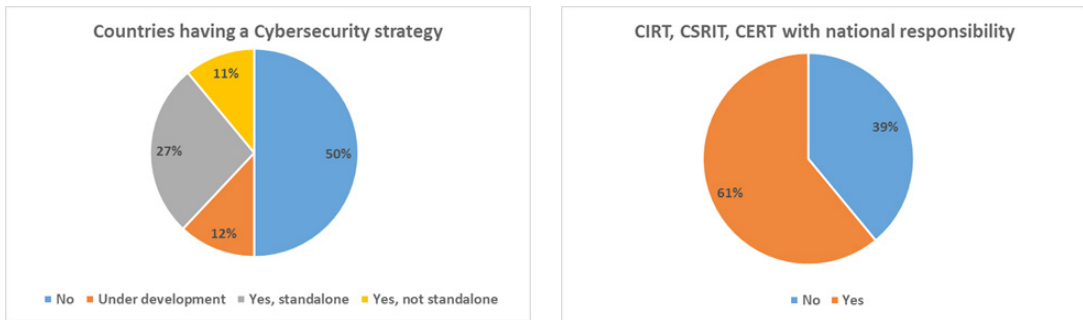 Countries having a Cybersecurity strategy
11%
27%
50%
12%
No Under development Yes, standalone Yes, not standalone
CIRT, CSRIT, CERT with national responsibility
39%
61%
No Yes